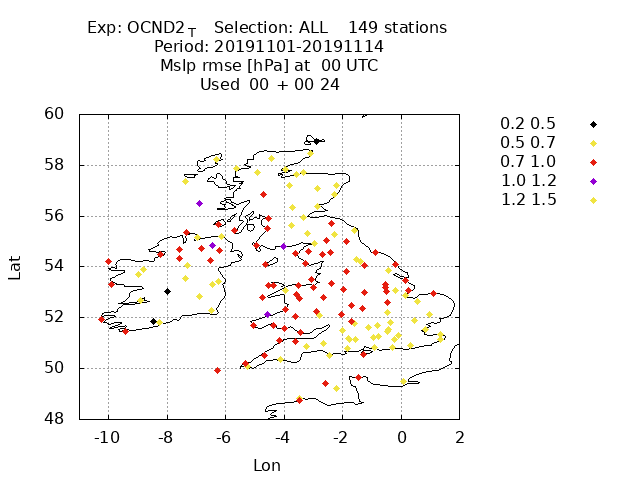 Exp: OCND2_T Selection: ALL 149 stations
Period: 20191101-20191114
Mslp rmse [hPa] at 00 UTC
Used 00 + 00 24
0.2 0.5
0.5 0.7
0.7 1.0
1.0 1.2
1.2 1.5
Lat
60
58
56
54
52
50
48
-10 -8 -6 -4 -2 0 2
Lon